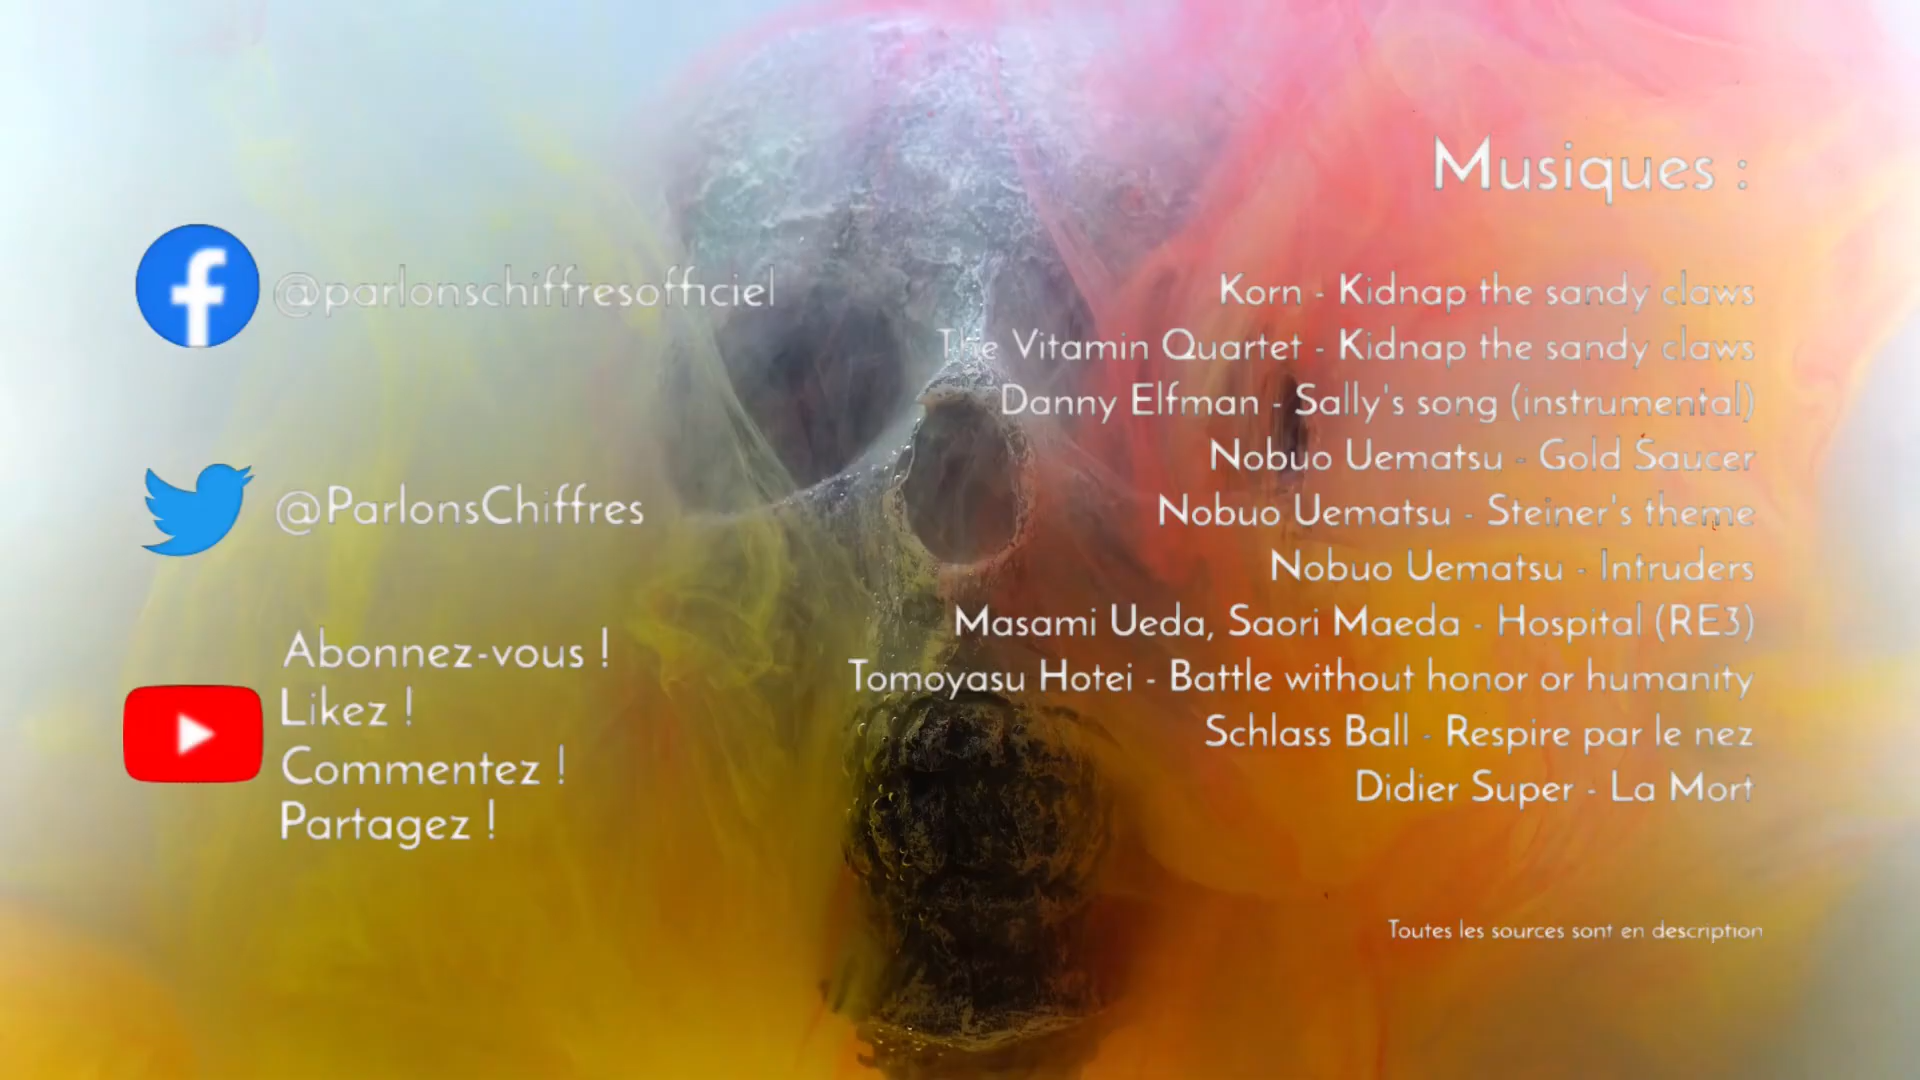 @parlonschiffresofficiel
@ParlonsChiffres
Abonnez-vous !
Likez !
Commentez !
Partagez !
Musiques :
Korn - Kidnap the sandy claws
The Vitamin Quartet - Kidnap the sandy claws
Danny Elfman - Sally's song (instrumental)
Nobuo Uematsu - Gold Saucer
Nobuo Uematsu - Steiner's theme
Nobuo Uematsu - Intruders
Masami Ueda, Saori Maeda - Hospital (RE3)
Tomoyasu Hotei - Battle without honor or humanity
Schlass Ball - Respire par le nez
Didier Super - La Mort
Toutes les sources sont en description